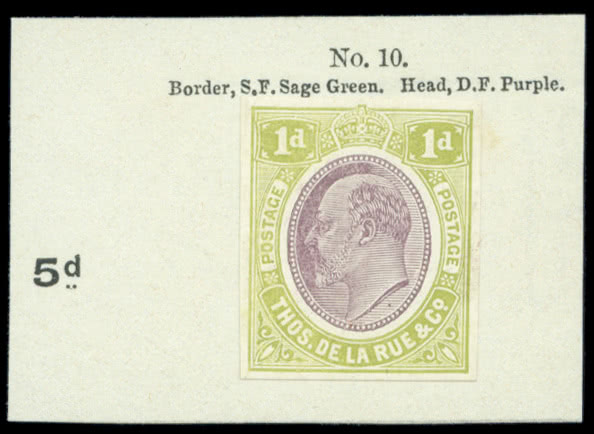 No. 10.
Border, S.F. Sage Green. Head, D.F. Purple.
1d 1d
POSTAGE POSTAGE
5d
THOS. DE LA RUE & Co